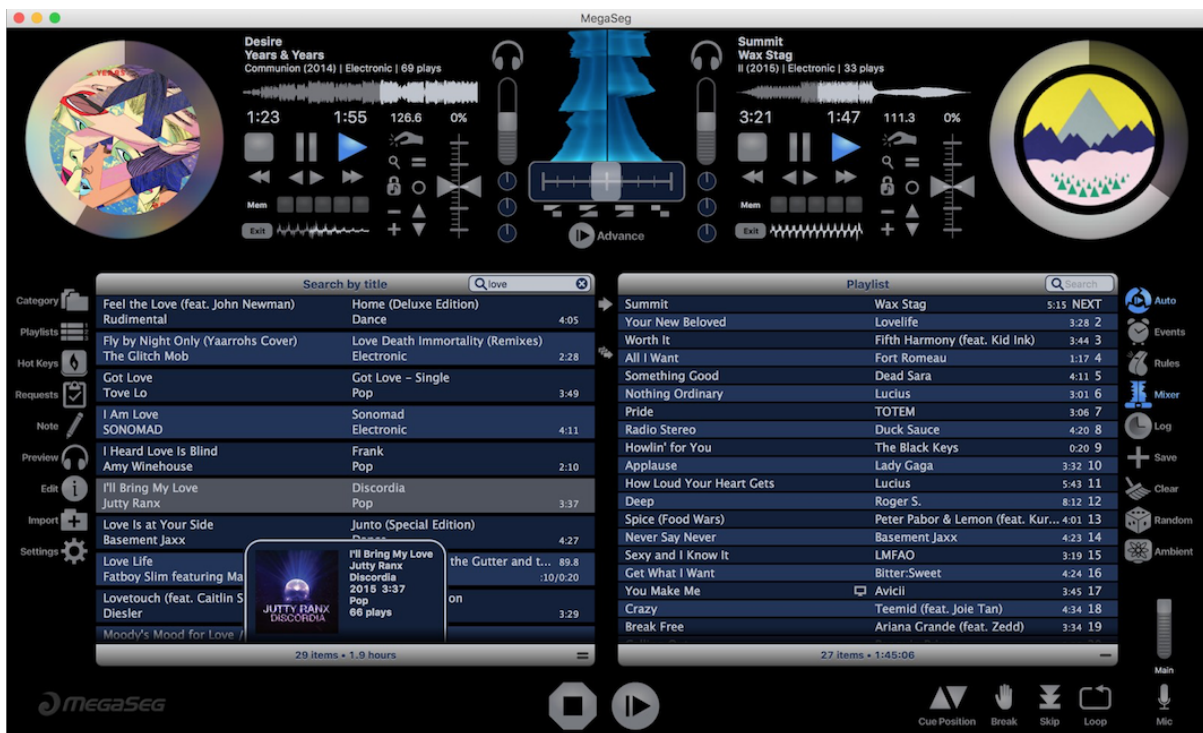 MegaSeg
Desire
Years & Years
Communion (2014) | Electronic | 69 plays
1:23 1:55 126.6 0%
Mem
Exit
Summit
Wax Stag
II (2015) | Electronic | 33 plays
3:21 1:47 111.3 0%
Mem
Exit
Advance
YEARS
Category
Playlists
Hot Keys
Requests
Note
Preview
Edit
Import
Settings
Search by title love
Feel the Love (feat. John Newman) Home (Deluxe Edition)
Rudimental Dance 4:05
Fly by Night Only (Yaarrohs Cover) Love Death Immortality (Remixes)
The Glitch Mob Electronic 2:28
Got Love Got Love – Single
Tove Lo Pop 3:49
I Am Love Sonomad
SONOMAD Electronic 4:11
I Heard Love Is Blind Frank
Amy Winehouse Pop 2:10
I'll Bring My Love Discordia
Jutty Ranx Pop 3:37
Love Is at Your Side Junto (Special Edition)
Basement Jaxx 4:27
Love Life the Gutter and t... 89.8
Fatboy Slim featuring Ma :10/0:20
Lovetouch (feat. Caitlin S on
Diesler 3:29
Moody's Mood for Love /
JUTTY RANX
DISCORDIA
I'll Bring My Love
Jutty Ranx
Discordia
2015 3:37
Pop
66 plays
29 items • 1.9 hours
Playlist Search
Summit Wax Stag 5:15 NEXT
Your New Beloved Lovelife 3:28 2
Worth It Fifth Harmony (feat. Kid Ink) 3:44 3
All I Want Fort Romeau 1:17 4
Something Good Dead Sara 4:11 5
Nothing Ordinary Lucius 3:01 6
Pride TOTEM 3:06 7
Radio Stereo Duck Sauce 4:20 8
Howlin' for You The Black Keys 0:20 9
Applause Lady Gaga 3:32 10
How Loud Your Heart Gets Lucius 5:43 11
Deep Roger S. 8:12 12
Spice (Food Wars) Peter Pabor & Lemon (feat. Kur... 4:01 13
Never Say Never Basement Jaxx 4:23 14
Sexy and I Know It LMFAO 3:19 15
Get What I Want Bitter:Sweet 4:24 16
You Make Me Avicii 3:45 17
Crazy Teemid (feat. Joie Tan) 4:34 18
Break Free Ariana Grande (feat. Zedd) 3:34 19
27 items • 1:45:06
Auto
Events
Rules
Mixer
Log
Save
Clear
Random
Ambient
Main
MegaSeg
Cue Position Break Skip Loop Mic